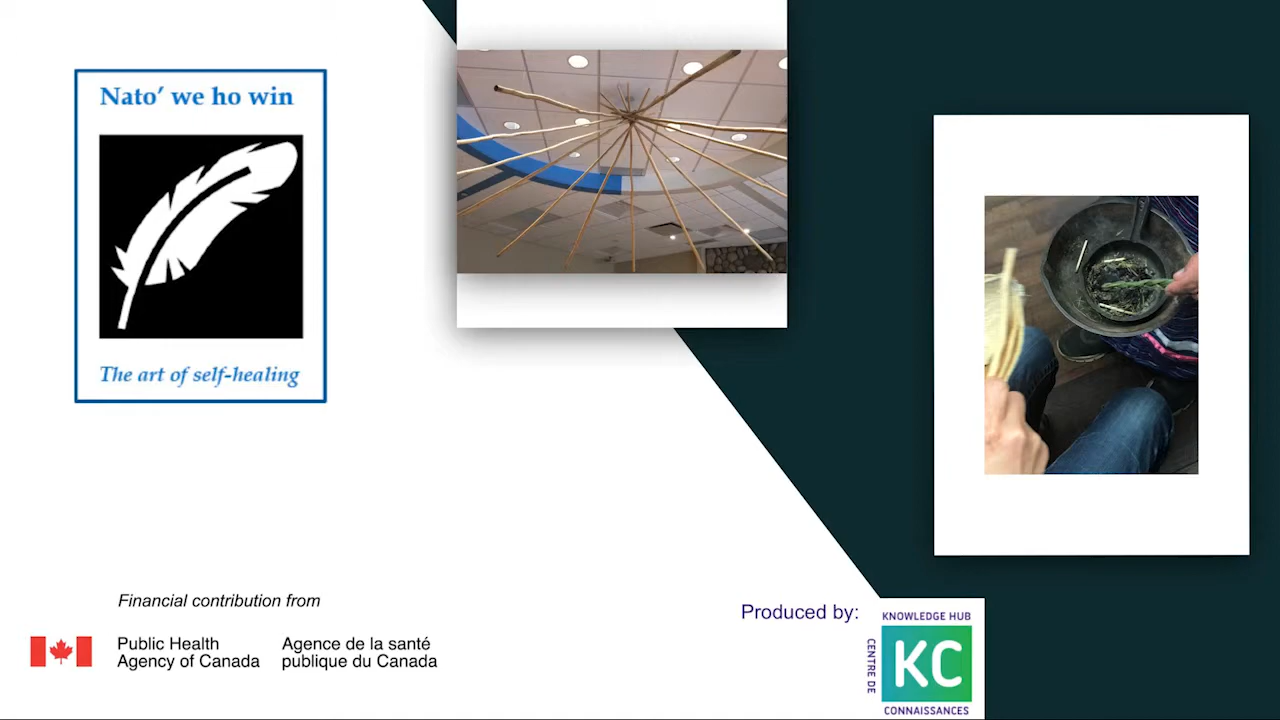 Nato’ we ho win
The art of self-healing
Financial contribution from
Public Health
Agency of Canada
Agence de la santé
publique du Canada
Produced by:
KNOWLEDGE HUB
KC
CENTRE DE
CONNAISSANCES